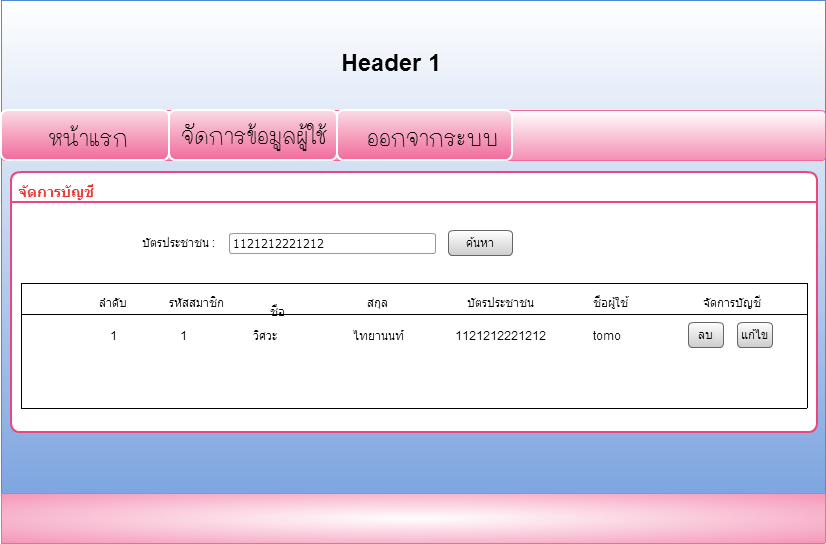 Header 1
หน้าแรก จัดการข้อมูลผู้ใช้ ออกจากระบบ
จัดการบัญชี
บัตรประชาชน : 1121212221212 ค้นหา
ลำดับ รหัสสมาชิก ชื่อ สกุล บัตรประชาชน ชื่อผู้ใช้ จัดการบัญชี
1 1 วิศวะ ไทยานนท์ 1121212221212 tomo ลบ แก้ไข